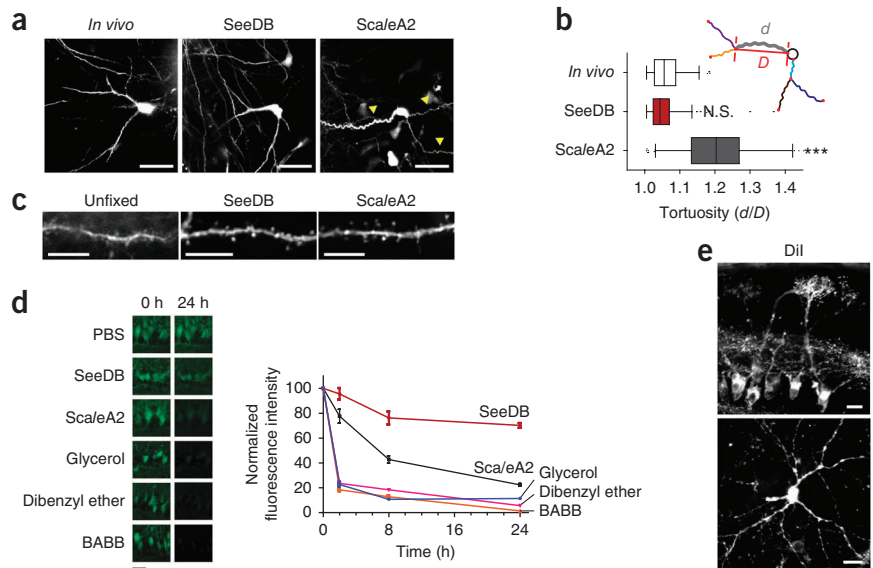 a
In vivo
SeeDB
ScaleA2
b
d
D
In vivo
SeeDB
N.S.
ScaleA2
***
1.0 1.1 1.2 1.3 1.4
Tortuosity (d/D)
c
Unfixed
SeeDB
ScaleA2
d
0 h 24 h
PBS
SeeDB
ScaleA2
Glycerol
Dibenzyl ether
BABB
Normalized
fluorescence intensity
100
80
60
40
20
0
0 8 16 24
Time (h)
SeeDB
ScaleA2
Glycerol
Dibenzyl ether
BABB
e
DiI